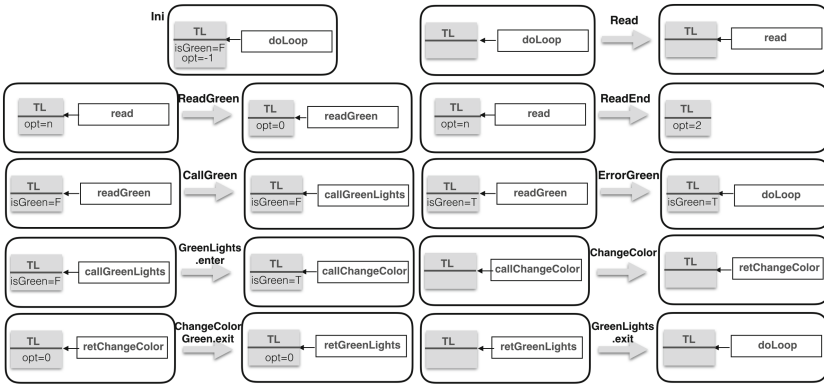 Ini
TL
isGreen=F
opt=-1
doLoop
TL
doLoop
Read
TL
read
TL
opt=n
read
ReadGreen
TL
opt=0
readGreen
TL
opt=n
read
ReadEnd
TL
opt=2
TL
isGreen=F
readGreen
CallGreen
TL
isGreen=F
callGreenLights
TL
isGreen=T
readGreen
ErrorGreen
TL
isGreen=T
doLoop
TL
isGreen=F
callGreenLights
GreenLights
.enter
TL
isGreen=T
callChangeColor
TL
callChangeColor
ChangeColor
TL
retChangeColor
TL
opt=0
retChangeColor
ChangeColor
Green.exit
TL
opt=0
retGreenLights
TL
retGreenLights
GreenLights
.exit
TL
doLoop